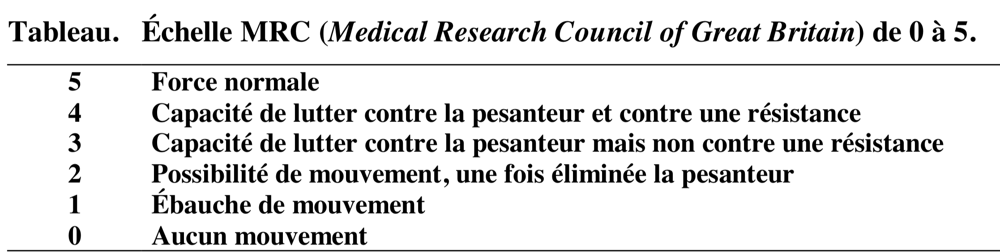 Tableau. Échelle MRC (Medical Research Council of Great Britain) de 0 à 5.
5 Force normale
4 Capacité de lutter contre la pesanteur et contre une résistance
3 Capacité de lutter contre la pesanteur mais non contre une résistance
2 Possibilité de mouvement, une fois éliminée la pesanteur
1 Ébauche de mouvement
0 Aucun mouvement